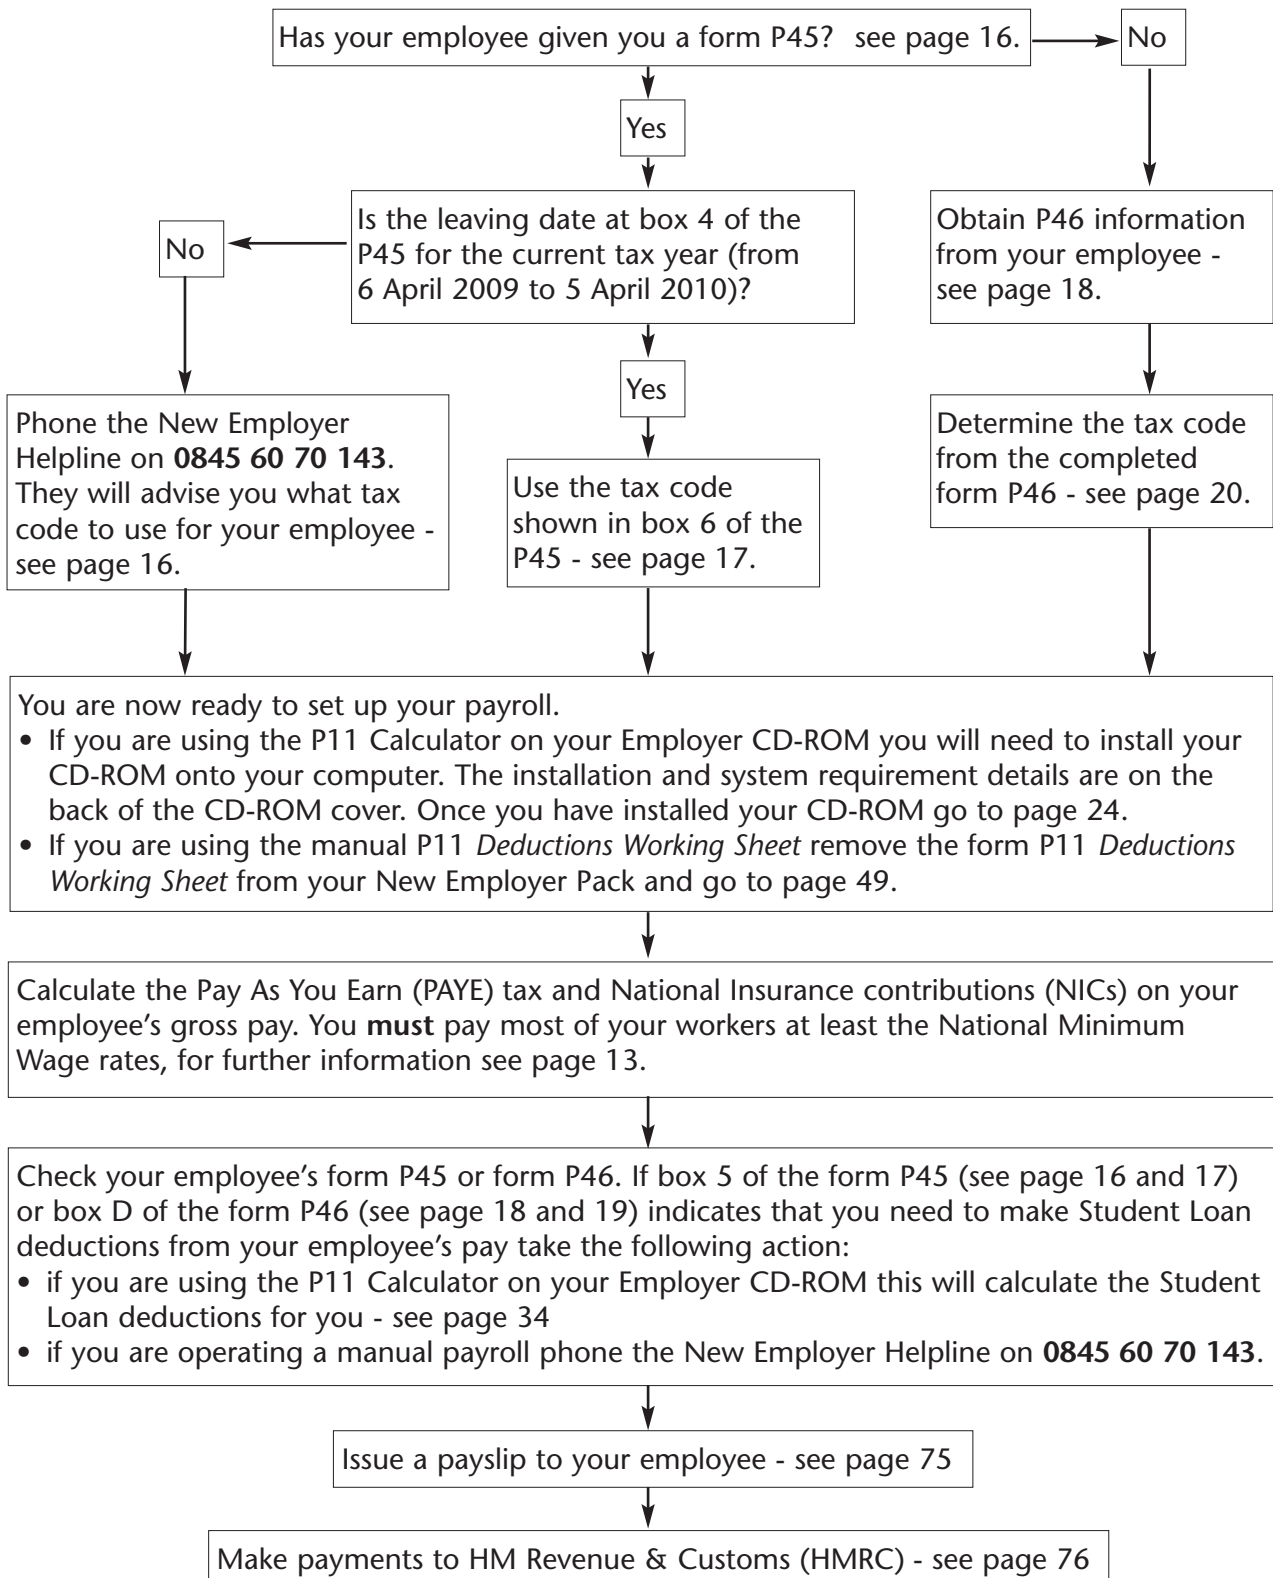 Has your employee given you a form P45?   see page 16.
No
Yes
Is the leaving date at box 4 of the
P45 for the current tax year (from
6 April 2009 to 5 April 2010)?
No
Obtain P46 information
from your employee -
see page 18.
Yes
Phone the New Employer
Helpline on 0845 60 70 143.
They will advise you what tax
code to use for your employee -
see page 16.
Use the tax code
shown in box 6 of the
P45 - see page 17.
Determine the tax code
from the completed
form P46 - see page 20.
You are now ready to set up your payroll.
• If you are using the P11 Calculator on your Employer CD-ROM you will need to install your
CD-ROM onto your computer. The installation and system requirement details are on the
back of the CD-ROM cover. Once you have installed your CD-ROM go to page 24.
• If you are using the manual P11 Deductions Working Sheet remove the form P11 Deductions
Working Sheet from your New Employer Pack and go to page 49.
Calculate the Pay As You Earn (PAYE) tax and National Insurance contributions (NICs) on your
employee's gross pay. You must pay most of your workers at least the National Minimum
Wage rates, for further information see page 13.
Check your employee's form P45 or form P46. If box 5 of the form P45 (see page 16 and 17)
or box D of the form P46 (see page 18 and 19) indicates that you need to make Student Loan
deductions from your employee's pay take the following action:
• if you are using the P11 Calculator on your Employer CD-ROM this will calculate the Student
Loan deductions for you - see page 34
• if you are operating a manual payroll phone the New Employer Helpline on 0845 60 70 143.
Issue a payslip to your employee - see page 75
Make payments to HM Revenue & Customs (HMRC) - see page 76